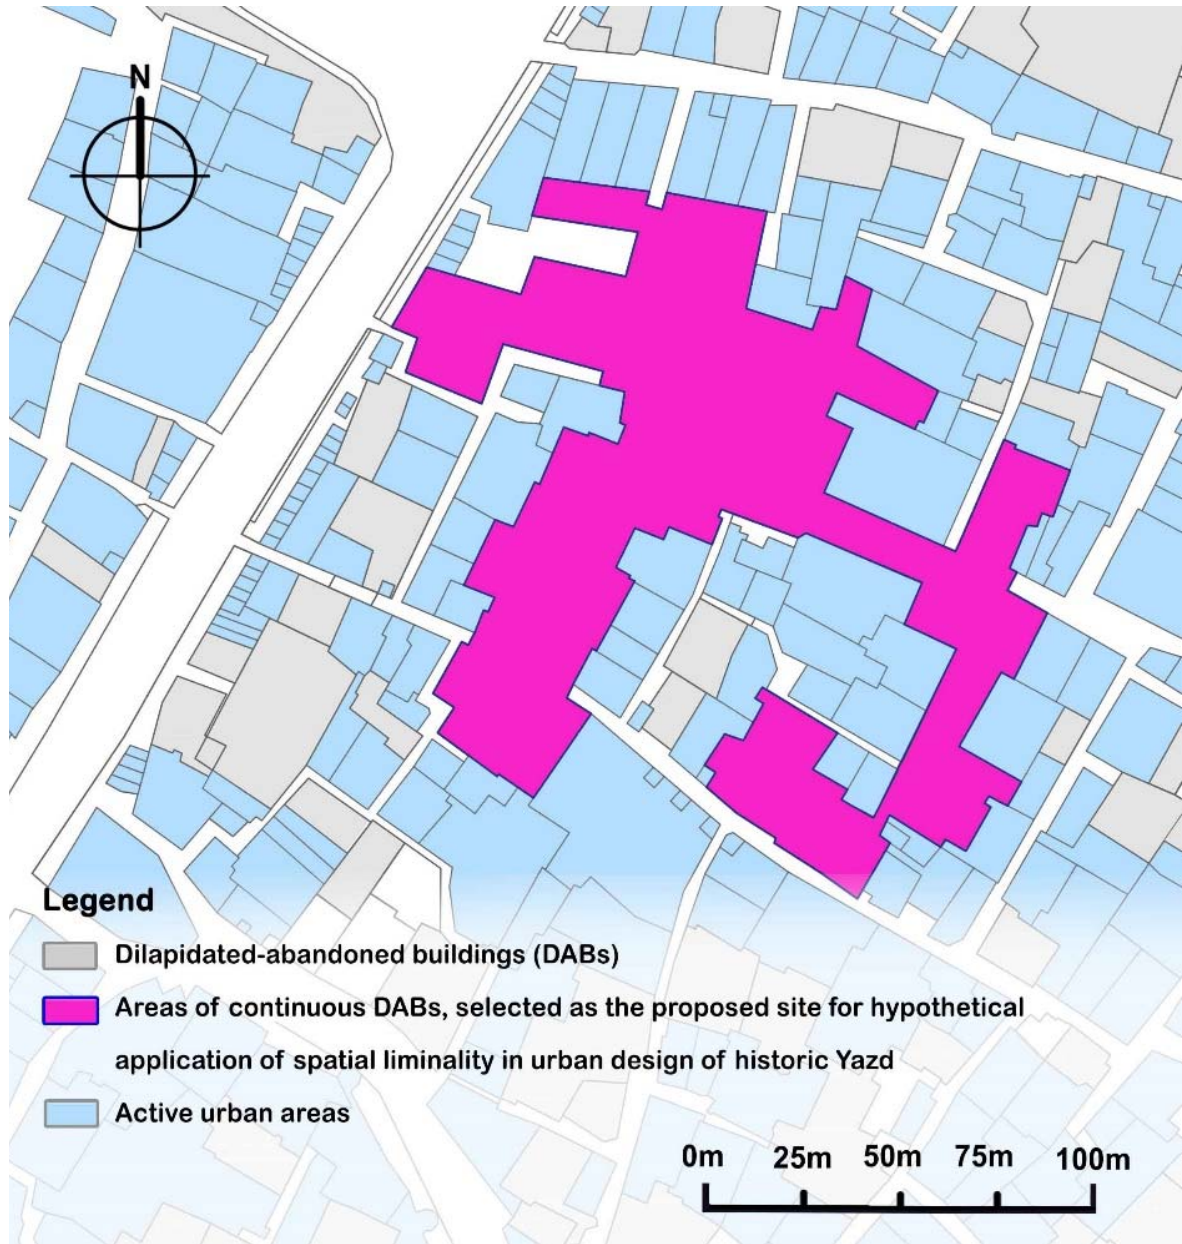 N
Legend
Dilapidated-abandoned buildings (DABs)
Areas of continuous DABs, selected as the proposed site for hypothetical
application of spatial liminality in urban design of historic Yazd
Active urban areas
0m 25m 50m 75m 100m